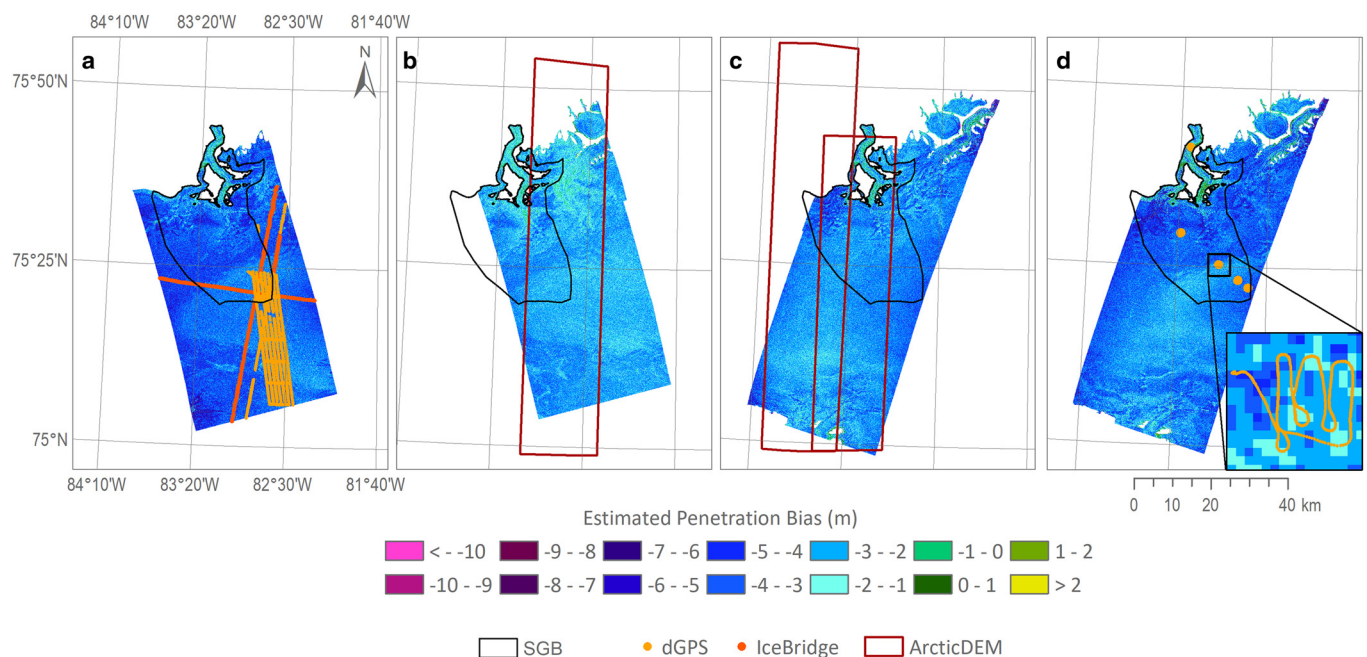 84°10'W 83°20'W 82°30'W 81°40'W
a N b c d
75°50'N
75°25'N
75°N
84°10'W 83°20'W 82°30'W 81°40'W
0 10 20 40 km
Estimated Penetration Bias (m)
< - -10 -9 - -8 -7 - -6 -5 - -4 -3 - -2 -1 - 0 1 - 2
-10 - -9 -8 - -7 -6 - -5 -4 - -3 -2 - -1 0 - 1 > 2
SGB dGPS IceBridge ArcticDEM